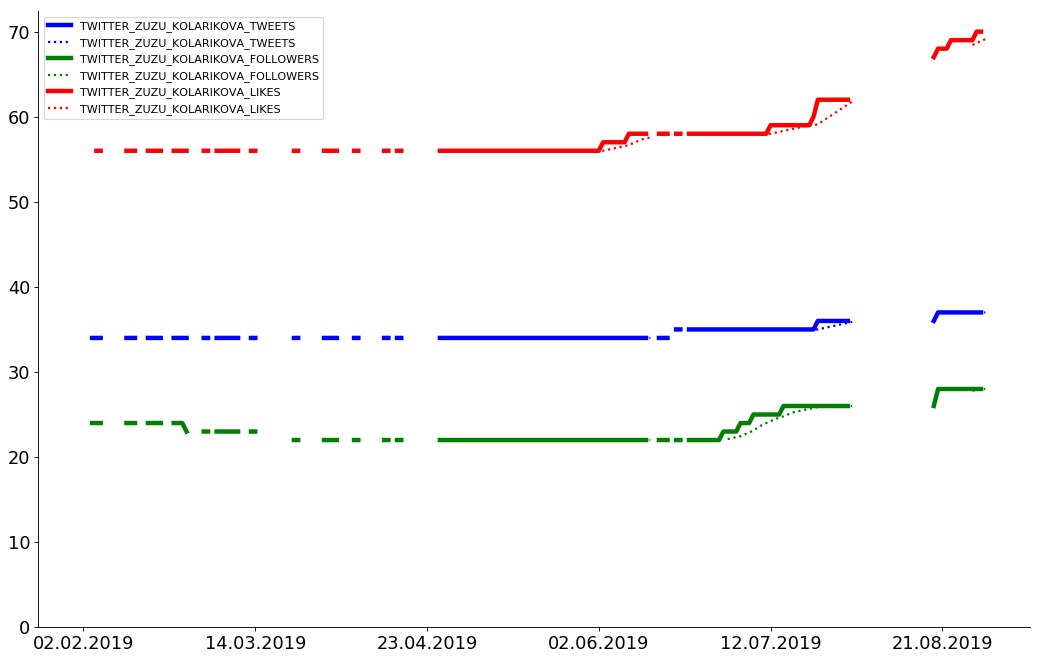 70
60
50
40
30
20
10
0
TWITTER_ZUZU_KOLARIKOVA_TWEETS
TWITTER_ZUZU_KOLARIKOVA_TWEETS
TWITTER_ZUZU_KOLARIKOVA_FOLLOWERS
TWITTER_ZUZU_KOLARIKOVA_FOLLOWERS
TWITTER_ZUZU_KOLARIKOVA_LIKES
TWITTER_ZUZU_KOLARIKOVA_LIKES
02.02.2019 14.03.2019 23.04.2019 02.06.2019 12.07.2019 21.08.2019